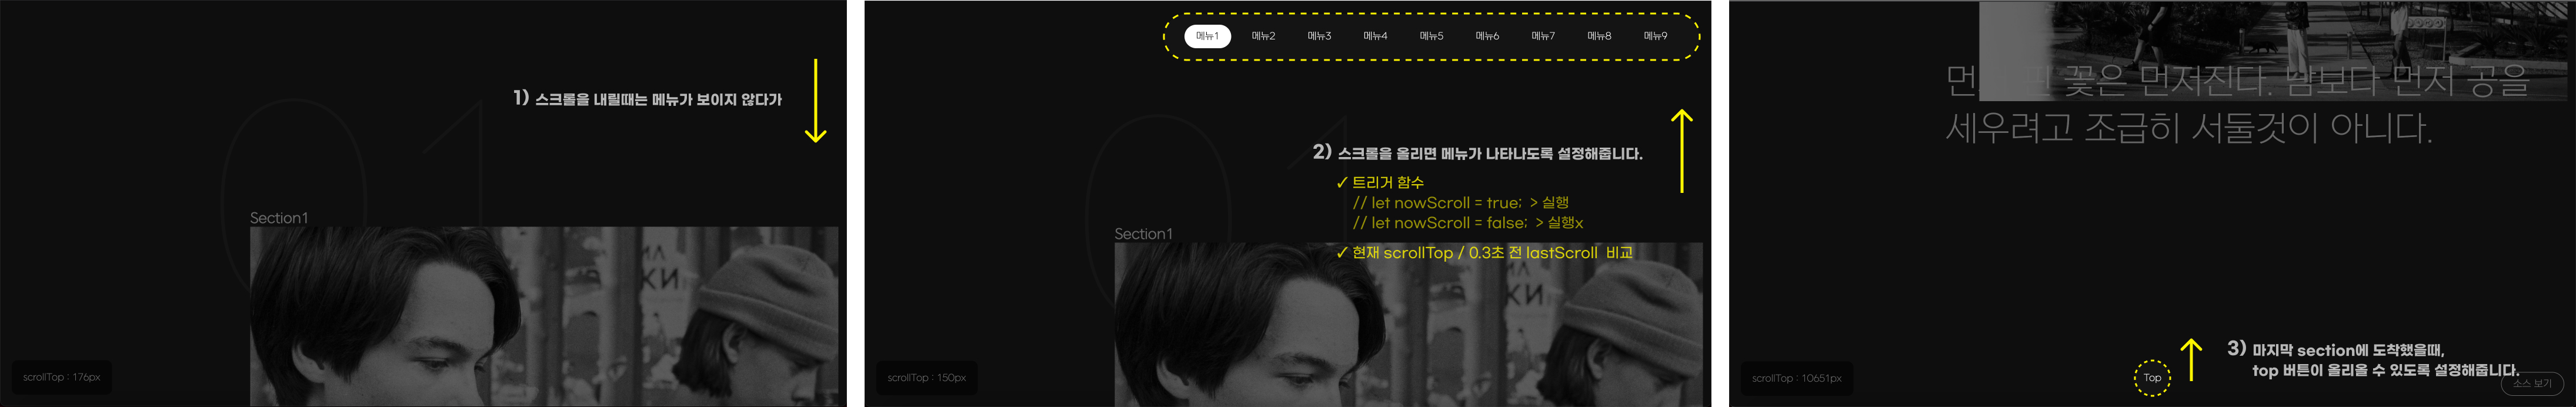 01
1) 스크롤을 내릴때는 메뉴가 보이지 않다가
Section1
scrollTop : 176px
메뉴1 메뉴2 메뉴3 메뉴4 메뉴5 메뉴6 메뉴7 메뉴8 메뉴9
01
2) 스크롤을 올리면 메뉴가 나타나도록 설정해줍니다.
✓ 트리거 함수
// let nowScroll = true; > 실행
// let nowScroll = false; > 실행x
✓ 현재 scrollTop / 0.3초 전 lastScroll 비교
Section1
scrollTop : 150px
꽃은 먼저진다. 남보다 먼저 공을
세우려고 조급히 서둘것이 아니다.
3) 마지막 section에 도착했을때,
top 버튼이 올리올 수 있도록 설정해줍니다.
Top
소스 보기
scrollTop : 10651px